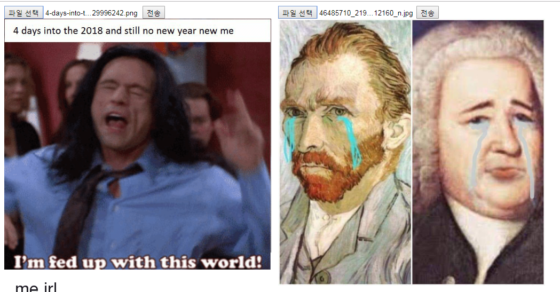 파일 선택 4-days-into-t...29996242.png 전송
파일 선택 46485710_219...12160_n.jpg 전송
4 days into the 2018 and still no new year new me
I'm fed up with this world!
me irl